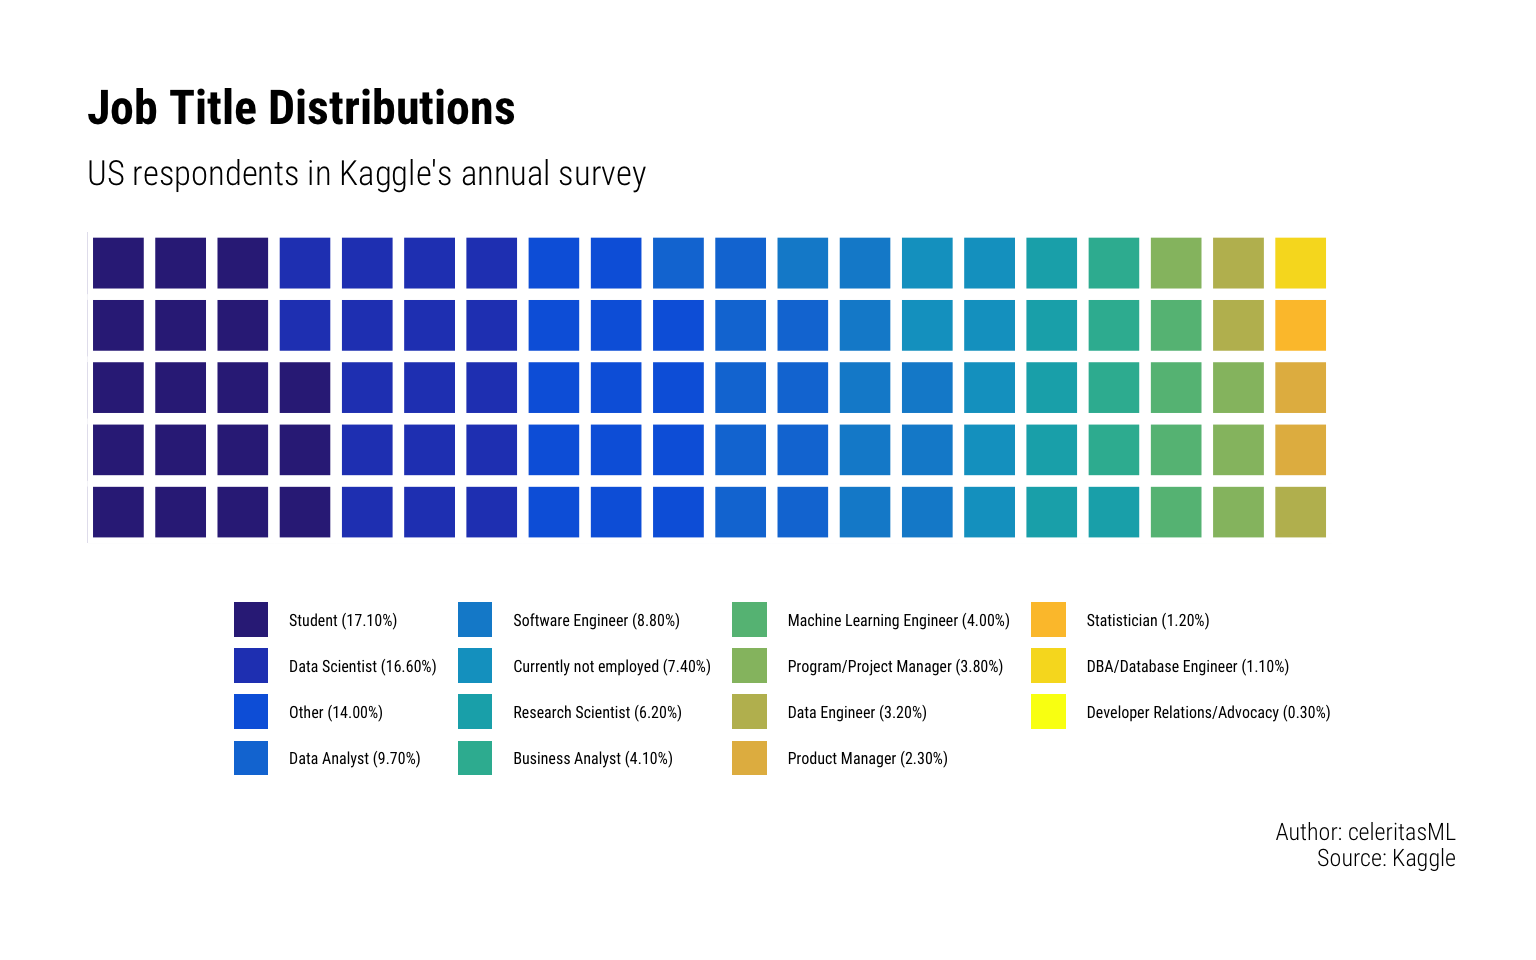 Job Title Distributions
US respondents in Kaggle's annual survey
Student (17.10%)
Data Scientist (16.60%)
Other (14.00%)
Data Analyst (9.70%)
Software Engineer (8.80%)
Currently not employed (7.40%)
Research Scientist (6.20%)
Business Analyst (4.10%)
Machine Learning Engineer (4.00%)
Program/Project Manager (3.80%)
Data Engineer (3.20%)
Product Manager (2.30%)
Statistician (1.20%)
DBA/Database Engineer (1.10%)
Developer Relations/Advocacy (0.30%)
Author: celeritasML
Source: Kaggle